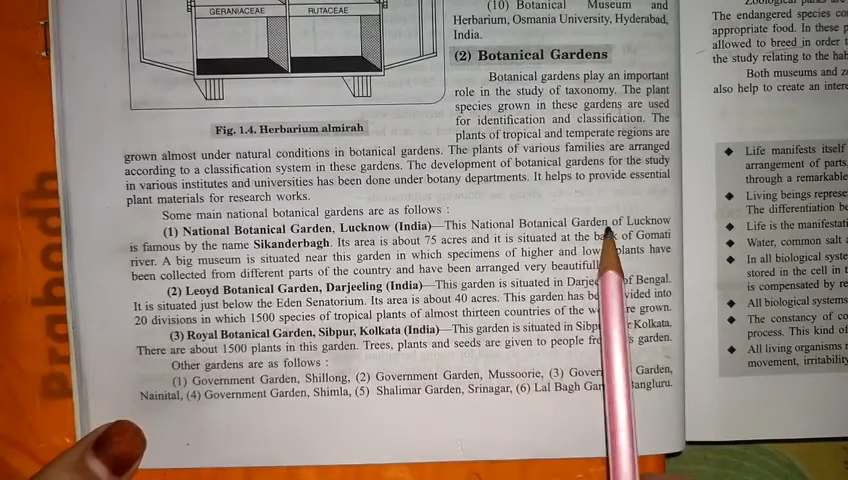 GERANIACEAE
RUTACEAE
(10) Botanical Museum and
Herbarium, Osmania University, Hyderabad,
India.
(2) Botanical Gardens
Fig. 1.4. Herbarium almirah
Botanical gardens play an important
role in the study of taxonomy. The plant
species grown in these gardens are used
for identification and classification. The
plants of tropical and temperate regions are
grown almost under natural conditions in botanical gardens. The plants of various families are arranged
according to a classification system in these gardens. The development of botanical gardens for the study
in various institutes and universities has been done under botany departments. It helps to provide essential
plant materials for research works.
Some main national botanical gardens are as follows :
(1) National Botanical Garden, Lucknow (India)—This National Botanical Garden of Lucknow
is famous by the name Sikanderbagh. Its area is about 75 acres and it is situated at the bank of Gomati
river. A big museum is situated near this garden in which specimens of higher and lower plants have
been collected from different parts of the country and have been arranged very beautifull
(2) Leoyd Botanical Garden, Darjeeling (India)—This garden is situated in Darje of Bengal.
It is situated just below the Eden Senatorium. Its area is about 40 acres. This garden has be vided into
20 divisions in which 1500 species of tropical plants of almost thirteen countries of the w re grown.
(3) Royal Botanical Garden, Sibpur, Kolkata (India)—This garden is situated in Sibp Kolkata.
There are about 1500 plants in this garden. Trees, plants and seeds are given to people fr s garden.
Other gardens are as follows :
(1) Government Garden, Shillong, (2) Government Garden, Mussoorie, (3) Gover Garden,
Nainital, (4) Government Garden, Shimla, (5) Shalimar Garden, Srinagar, (6) Lal Bagh Gar angluru.
The endangered species co
appropriate food. In these p
allowed to breed in order t
the study relating to the hab
Both museums and z
also help to create an inter
Life manifests itself
arrangement of parts,
through a remarkable
Living beings represe
The differentiation be
Life is the manifestati
Water, common salt a
In all biological syste
stored in the cell in t
is compensated by re
All biological systems
The constancy of co
process. This kind of
All living organisms r
movement, irritability
Prabodh